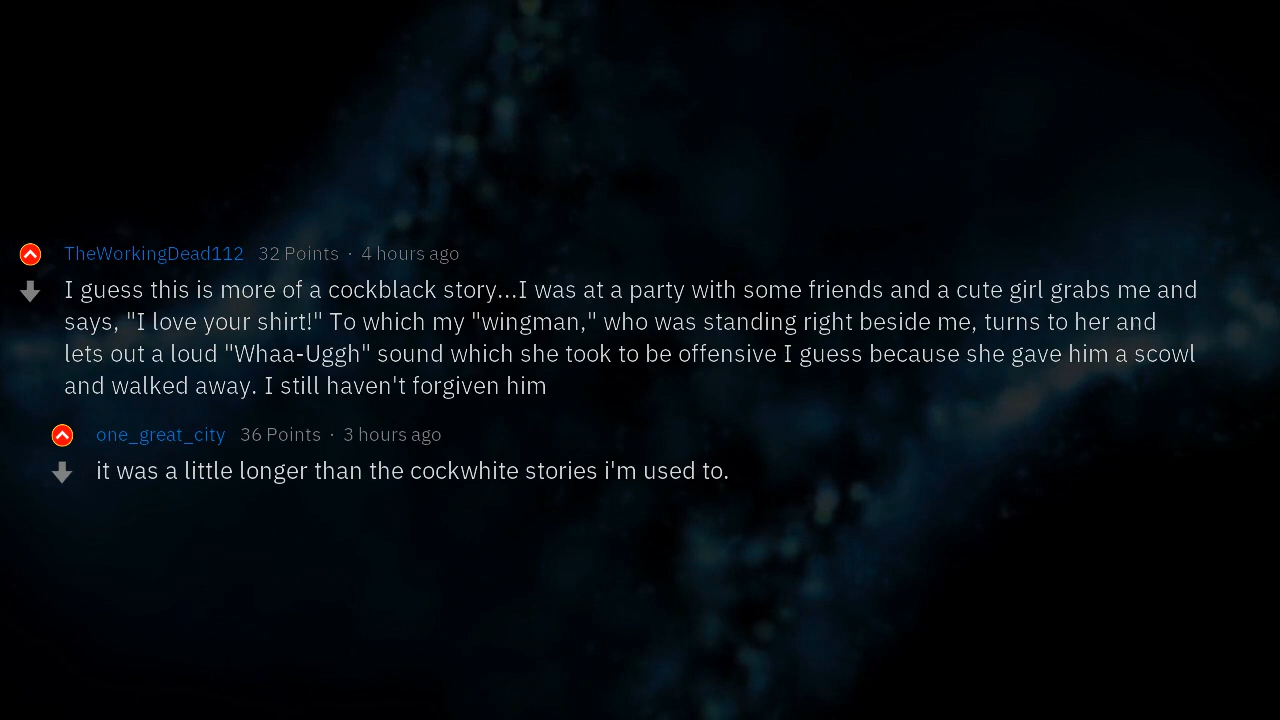 TheWorkingDead112 32 Points · 4 hours ago
I guess this is more of a cockblack story...I was at a party with some friends and a cute girl grabs me and
says, "I love your shirt!" To which my "wingman," who was standing right beside me, turns to her and
lets out a loud "Whaa-Uggh" sound which she took to be offensive I guess because she gave him a scowl
and walked away. I still haven't forgiven him
one_great_city 36 Points · 3 hours ago
it was a little longer than the cockwhite stories i'm used to.